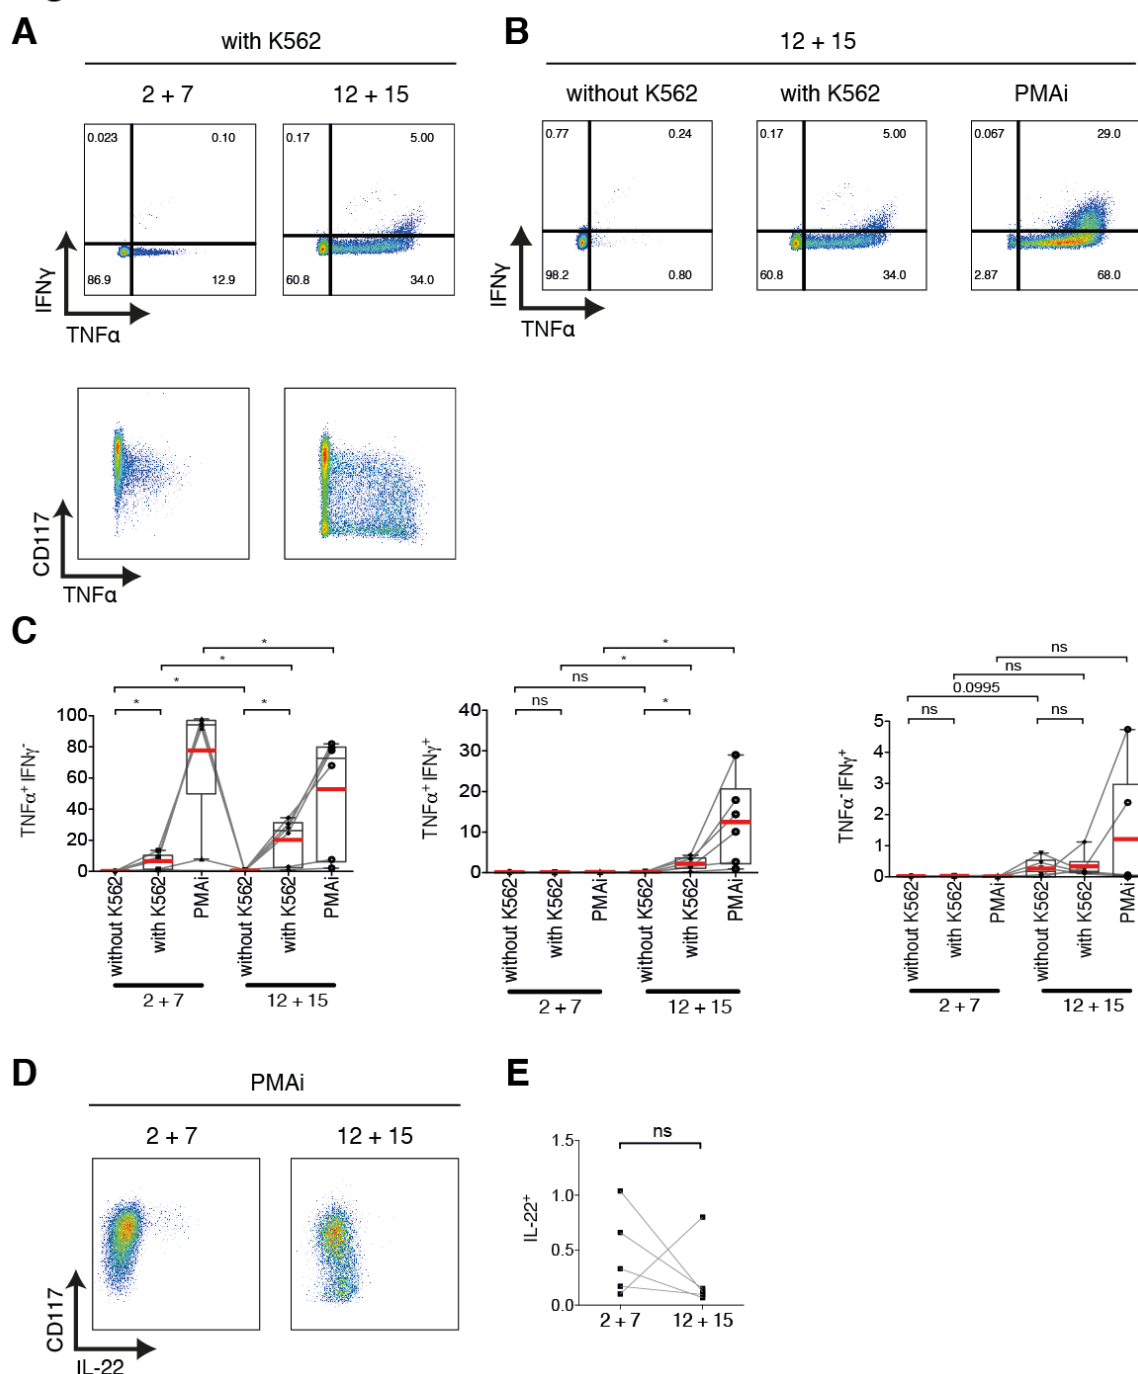 A
B
with K562
12 + 15
2 + 7
12 + 15
without K562
with K562
PMAi
0.023
0.10
86.9
12.9
0.17
5.00
60.8
34.0
0.77
0.24
98.2
0.80
0.17
5.00
60.8
34.0
0.067
29.0
2.87
68.0
IFNγ
TNFα
IFNγ
TNFα
CD117
TNFα
C
*
*
*
*
*
100
80
60
40
20
0
TNFα⁺ IFNγ⁻
without K562
with K562
PMAi
without K562
with K562
PMAi
2 + 7
12 + 15
*
*
ns
ns
*
40
30
20
10
0
TNFα⁺ IFNγ⁺
without K562
with K562
PMAi
without K562
with K562
PMAi
2 + 7
12 + 15
ns
ns
0.0995
ns
ns
5
4
3
2
1
0
TNFα⁻ IFNγ⁺
without K562
with K562
PMAi
without K562
with K562
PMAi
2 + 7
12 + 15
D
PMAi
2 + 7
12 + 15
CD117
IL-22
E
ns
1.5
1.0
0.5
0.0
IL-22⁺
2 + 7
12 + 15